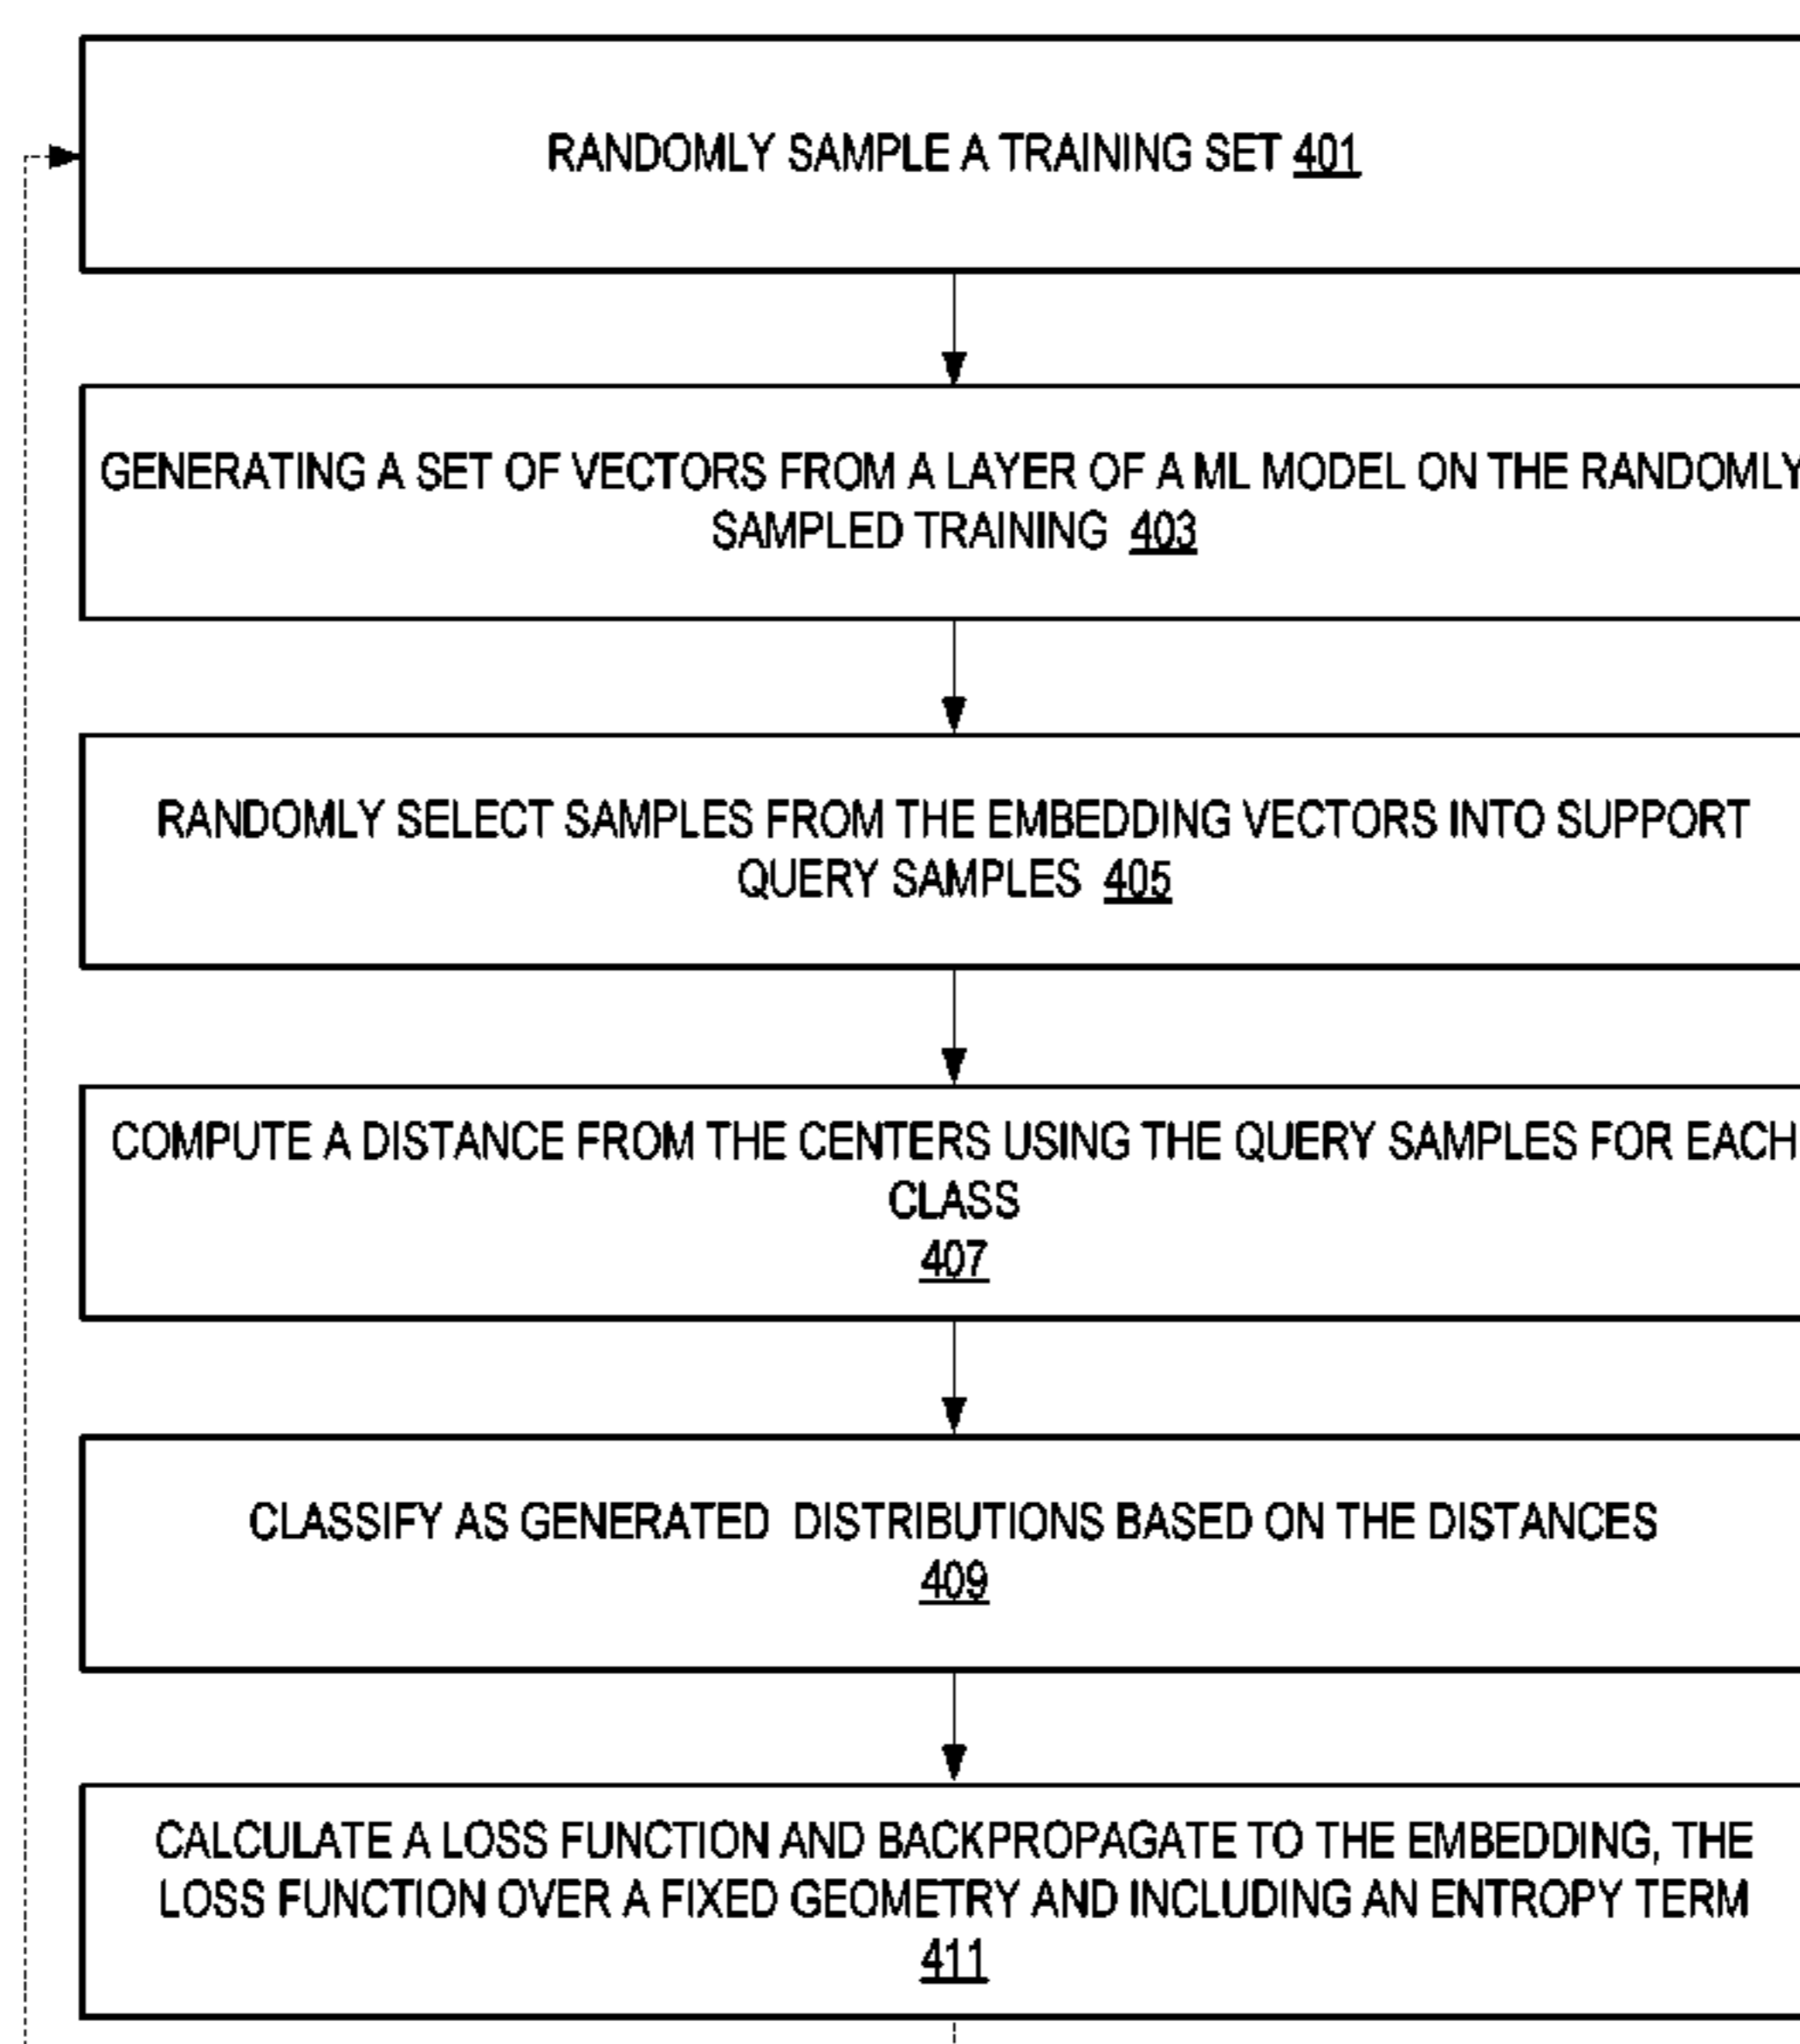 RANDOMLY SAMPLE A TRAINING SET 401
GENERATING A SET OF VECTORS FROM A LAYER OF A ML MODEL ON THE RANDOMLY
SAMPLED TRAINING 403
RANDOMLY SELECT SAMPLES FROM THE EMBEDDING VECTORS INTO SUPPORT
QUERY SAMPLES 405
COMPUTE A DISTANCE FROM THE CENTERS USING THE QUERY SAMPLES FOR EACH
CLASS
407
CLASSIFY AS GENERATED DISTRIBUTIONS BASED ON THE DISTANCES
409
CALCULATE A LOSS FUNCTION AND BACKPROPAGATE TO THE EMBEDDING, THE
LOSS FUNCTION OVER A FIXED GEOMETRY AND INCLUDING AN ENTROPY TERM
411